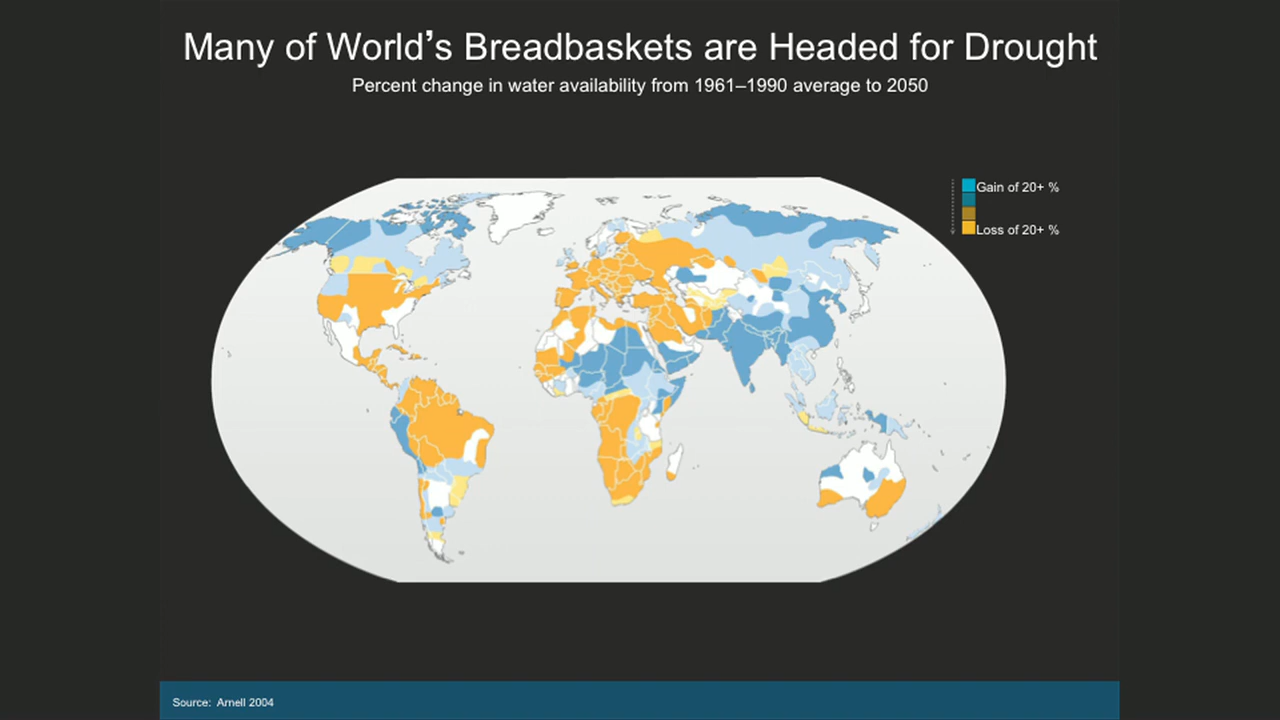 Many of World’s Breadbaskets are Headed for Drought
Percent change in water availability from 1961–1990 average to 2050
Gain of 20+ %
Loss of 20+ %
Source: Arnell 2004